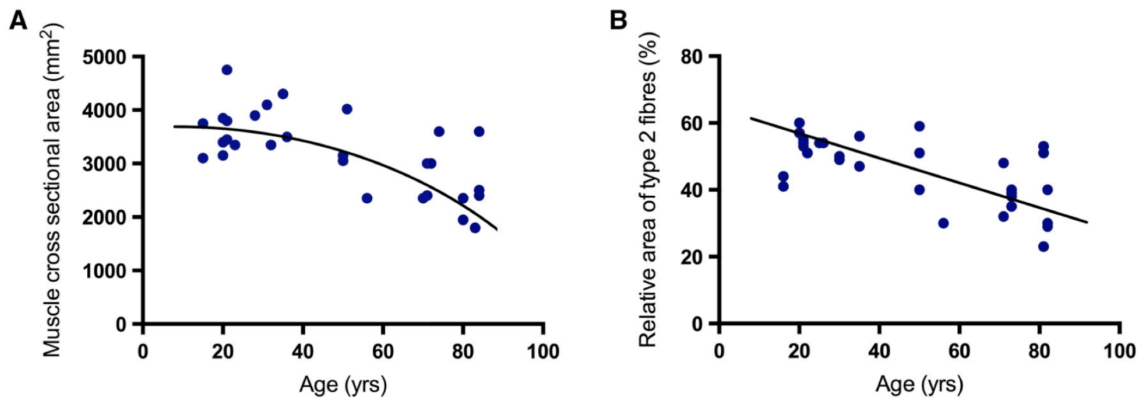 A
Muscle cross sectional area (mm²)
5000
4000
3000
2000
1000
0
0 20 40 60 80 100
Age (yrs)
B
Relative area of type 2 fibres (%)
80
60
40
20
0
0 20 40 60 80 100
Age (yrs)